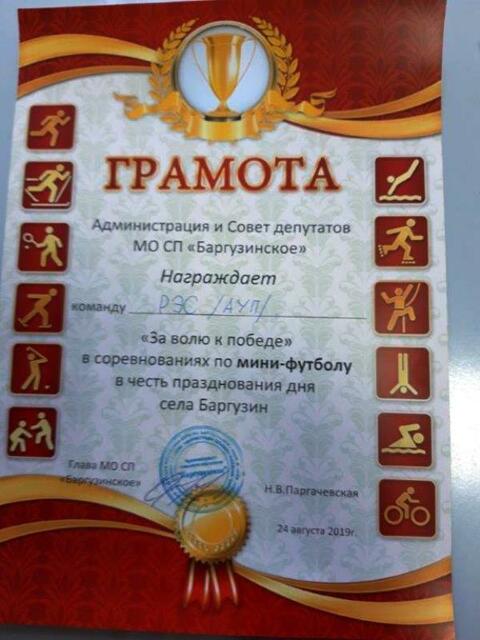 ГРАМОТА
Администрация и Совет депутатов
МО СП «Баргузинское»
Награждает
команду РЭС /АУП/
«За волю к победе»
в соревнованиях по мини-футболу
в честь празднования дня
села Баргузин
Глава МО СП
«Баргузинское»
Н.В.Паргачевская
24 августа 2019г.